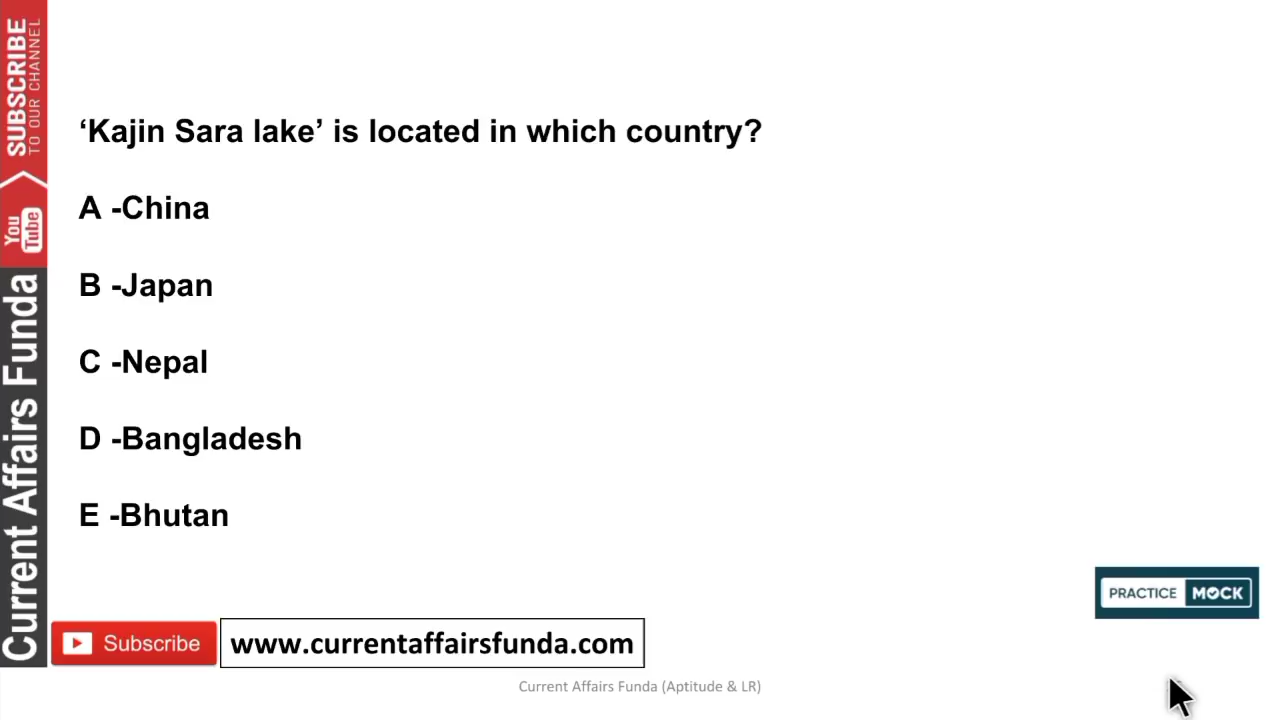 SUBSCRIBE
TO OUR CHANNEL
You
Tube
Current Affairs Funda
‘Kajin Sara lake’ is located in which country?
A -China
B -Japan
C -Nepal
D -Bangladesh
E -Bhutan
PRACTICE MOCK
Subscribe
www.currentaffairsfunda.com
Current Affairs Funda (Aptitude & LR)